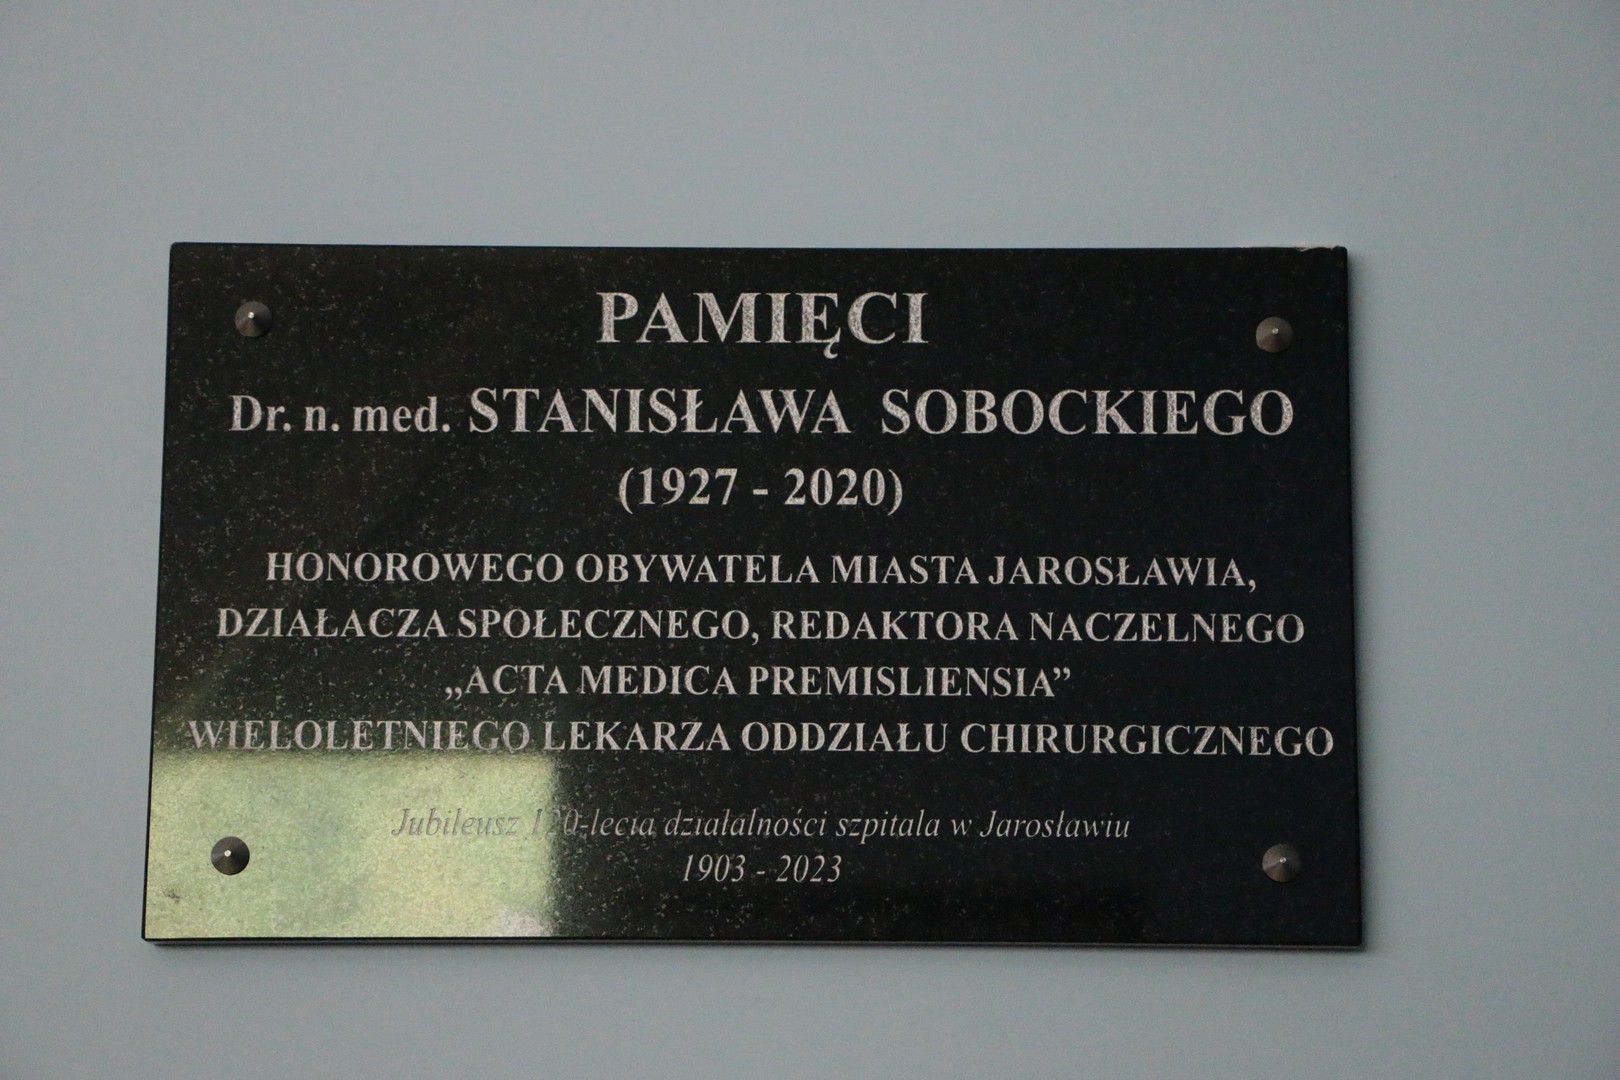 PAMIĘCI
Dr. n. med. STANISŁAWA SOBOCKIEGO
(1927 - 2020)
HONOROWEGO OBYWATELA MIASTA JAROSŁAWIA,
DZIAŁACZA SPOŁECZNEGO, REDAKTORA NACZELNEGO
„ACTA MEDICA PREMISLIENSIA”
WIELOLETNIEGO LEKARZA ODDZIAŁU CHIRURGICZNEGO
Jubileusz 120-lecia działalności szpitala w Jarosławiu
1903 - 2023